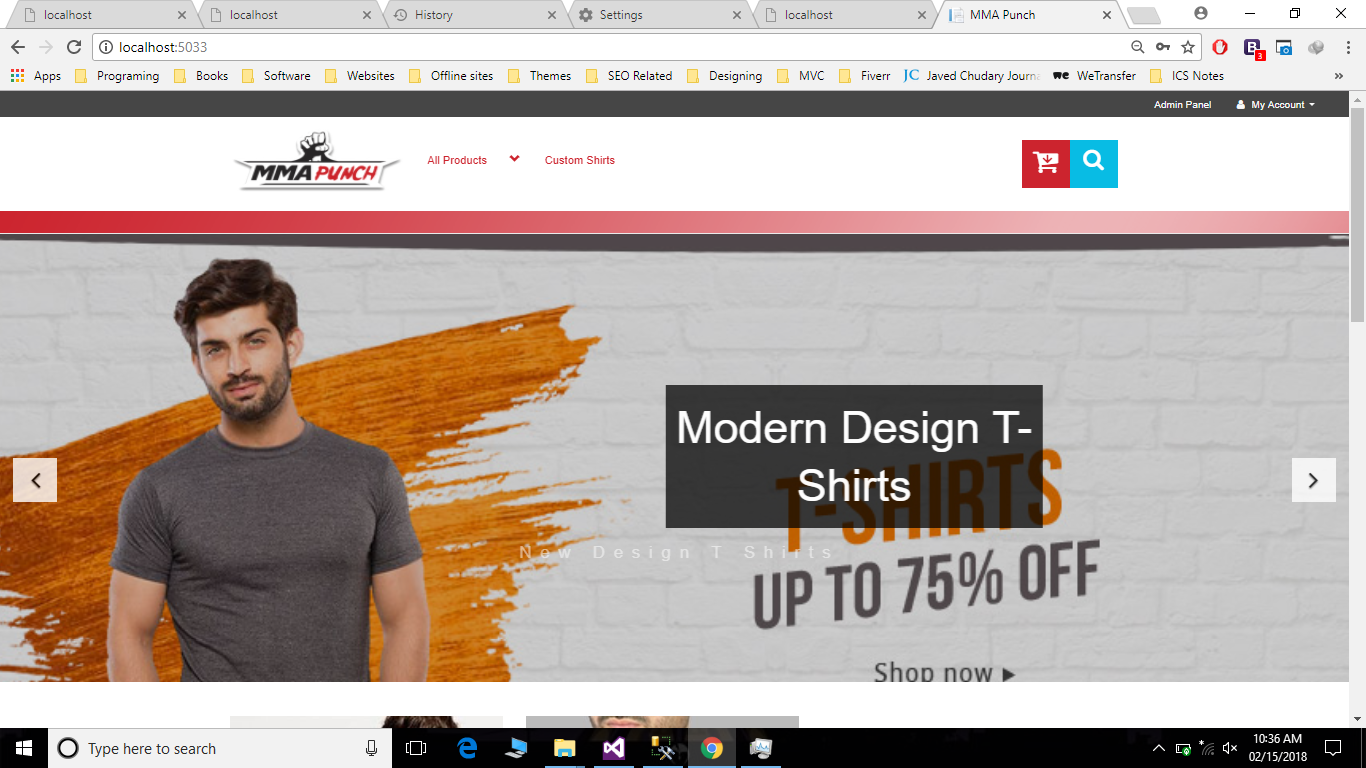 localhost
localhost
History
Settings
localhost
MMA Punch
localhost:5033
3
Apps
Programing
Books
Software
Websites
Offline sites
Themes
SEO Related
Designing
MVC
Fiverr
JC Javed Chudary Journa
we WeTransfer
ICS Notes
»
Admin Panel
My Account
MMA PUNCH
All Products
Custom Shirts
Modern Design T-
Shirts
T-SHIRTS
New Design T Shirts
UP TO 75% OFF
Shop now
Type here to search
10:36 AM
02/15/2018